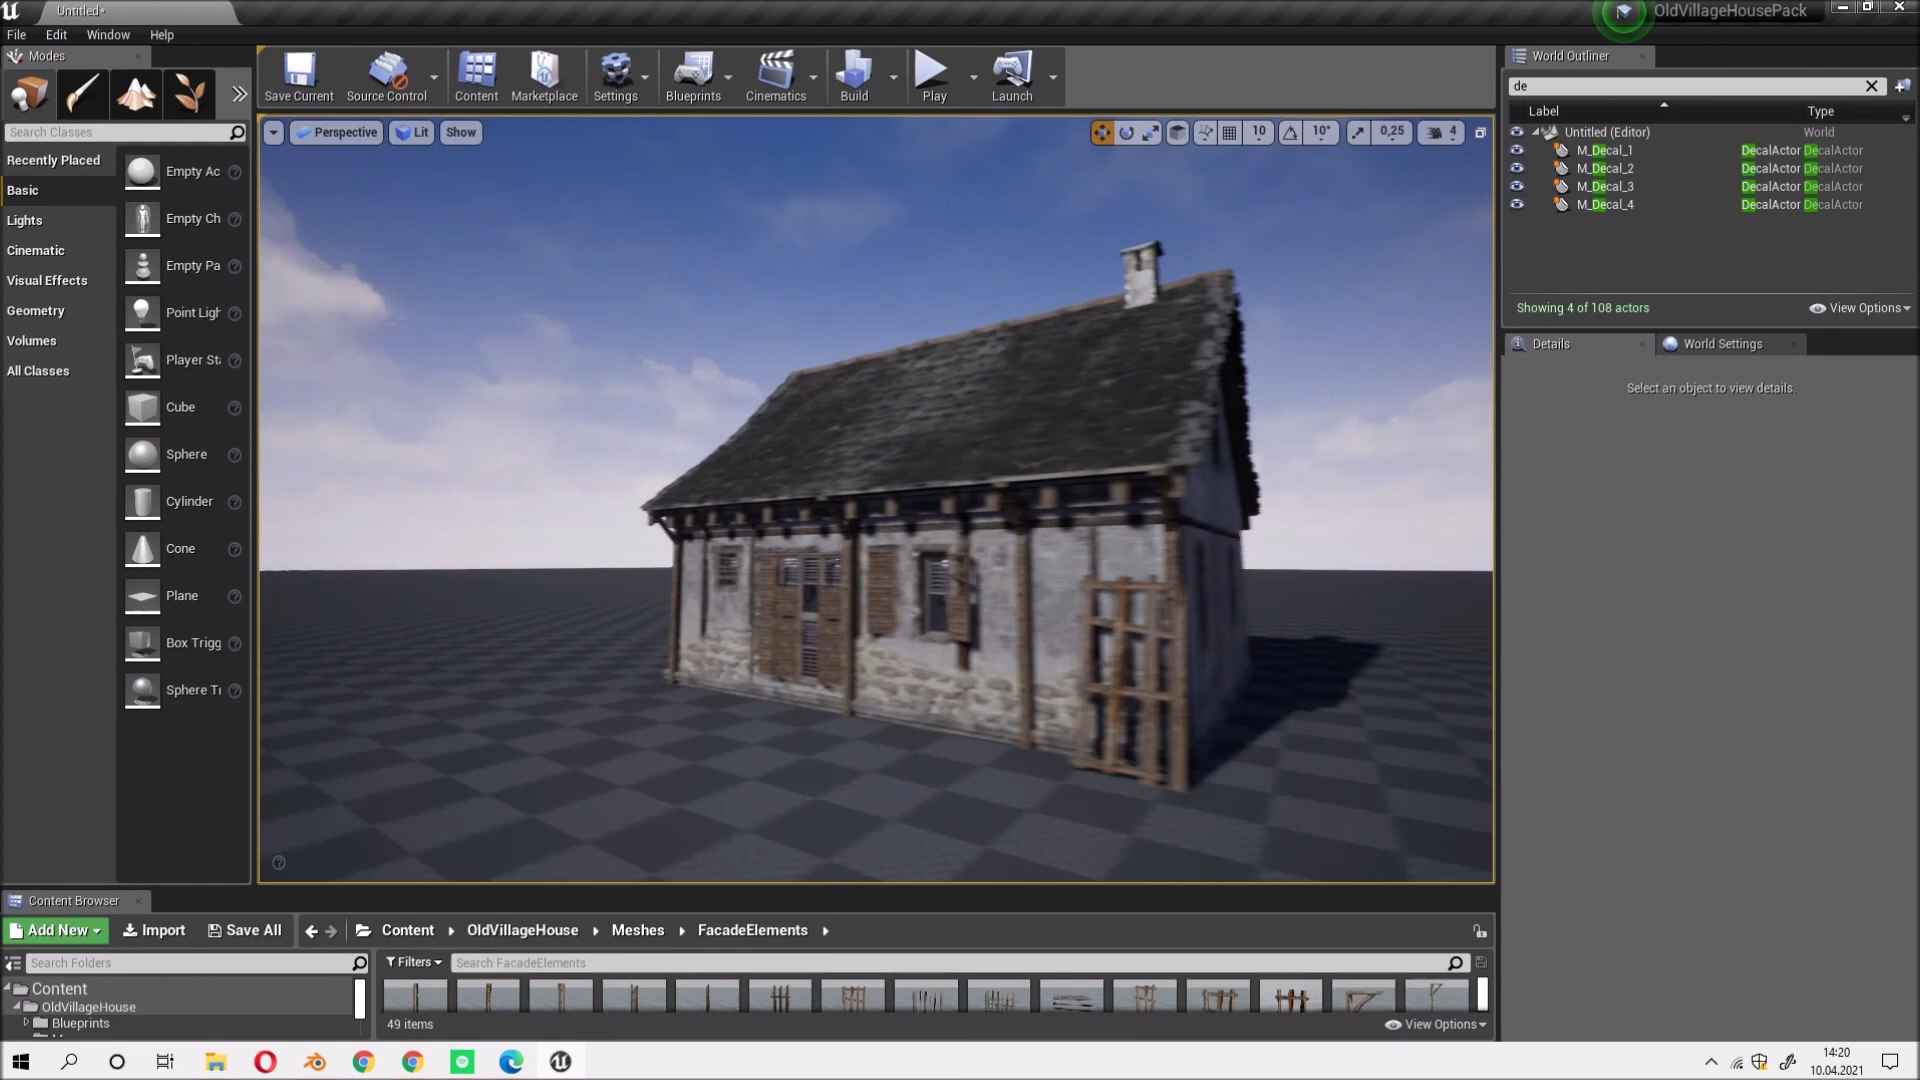 Untitled*
OldVillageHousePack
File Edit Window Help
Modes
Save Current Source Control Content Marketplace Settings Blueprints Cinematics Build Play Launch
Search Classes
Recently Placed
Basic
Lights
Cinematic
Visual Effects
Geometry
Volumes
All Classes
Empty Ac
Empty Ch
Empty Pa
Point Ligh
Player Sta
Cube
Sphere
Cylinder
Cone
Plane
Box Trigg
Sphere Tr
Perspective Lit Show
10 10° 0,25 4
World Outliner
de
Label Type
Untitled (Editor) World
M_Decal_1 DecalActor DecalActor
M_Decal_2 DecalActor DecalActor
M_Decal_3 DecalActor DecalActor
M_Decal_4 DecalActor DecalActor
Showing 4 of 108 actors View Options
Details World Settings
Select an object to view details.
Content Browser
Add New Import Save All Content OldVillageHouse Meshes FacadeElements
Search Folders
Filters Search FacadeElements
Content
OldVillageHouse
Blueprints
49 items View Options
14:20
10.04.2021